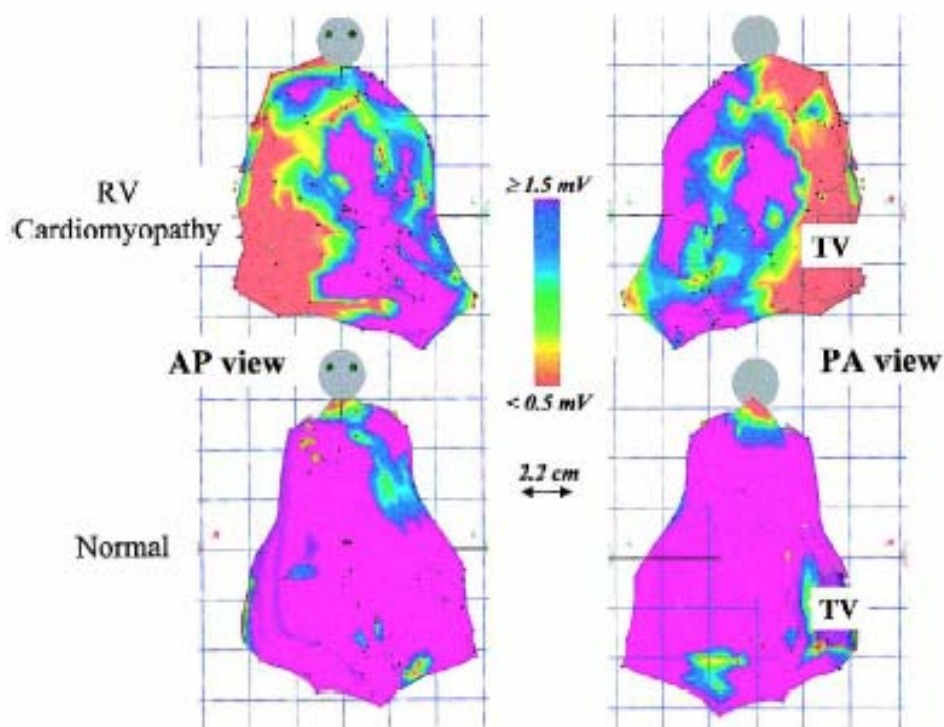 RV
Cardiomyopathy
≥ 1.5 mV
TV
AP view
PA view
< 0.5 mV
2.2 cm
Normal
TV